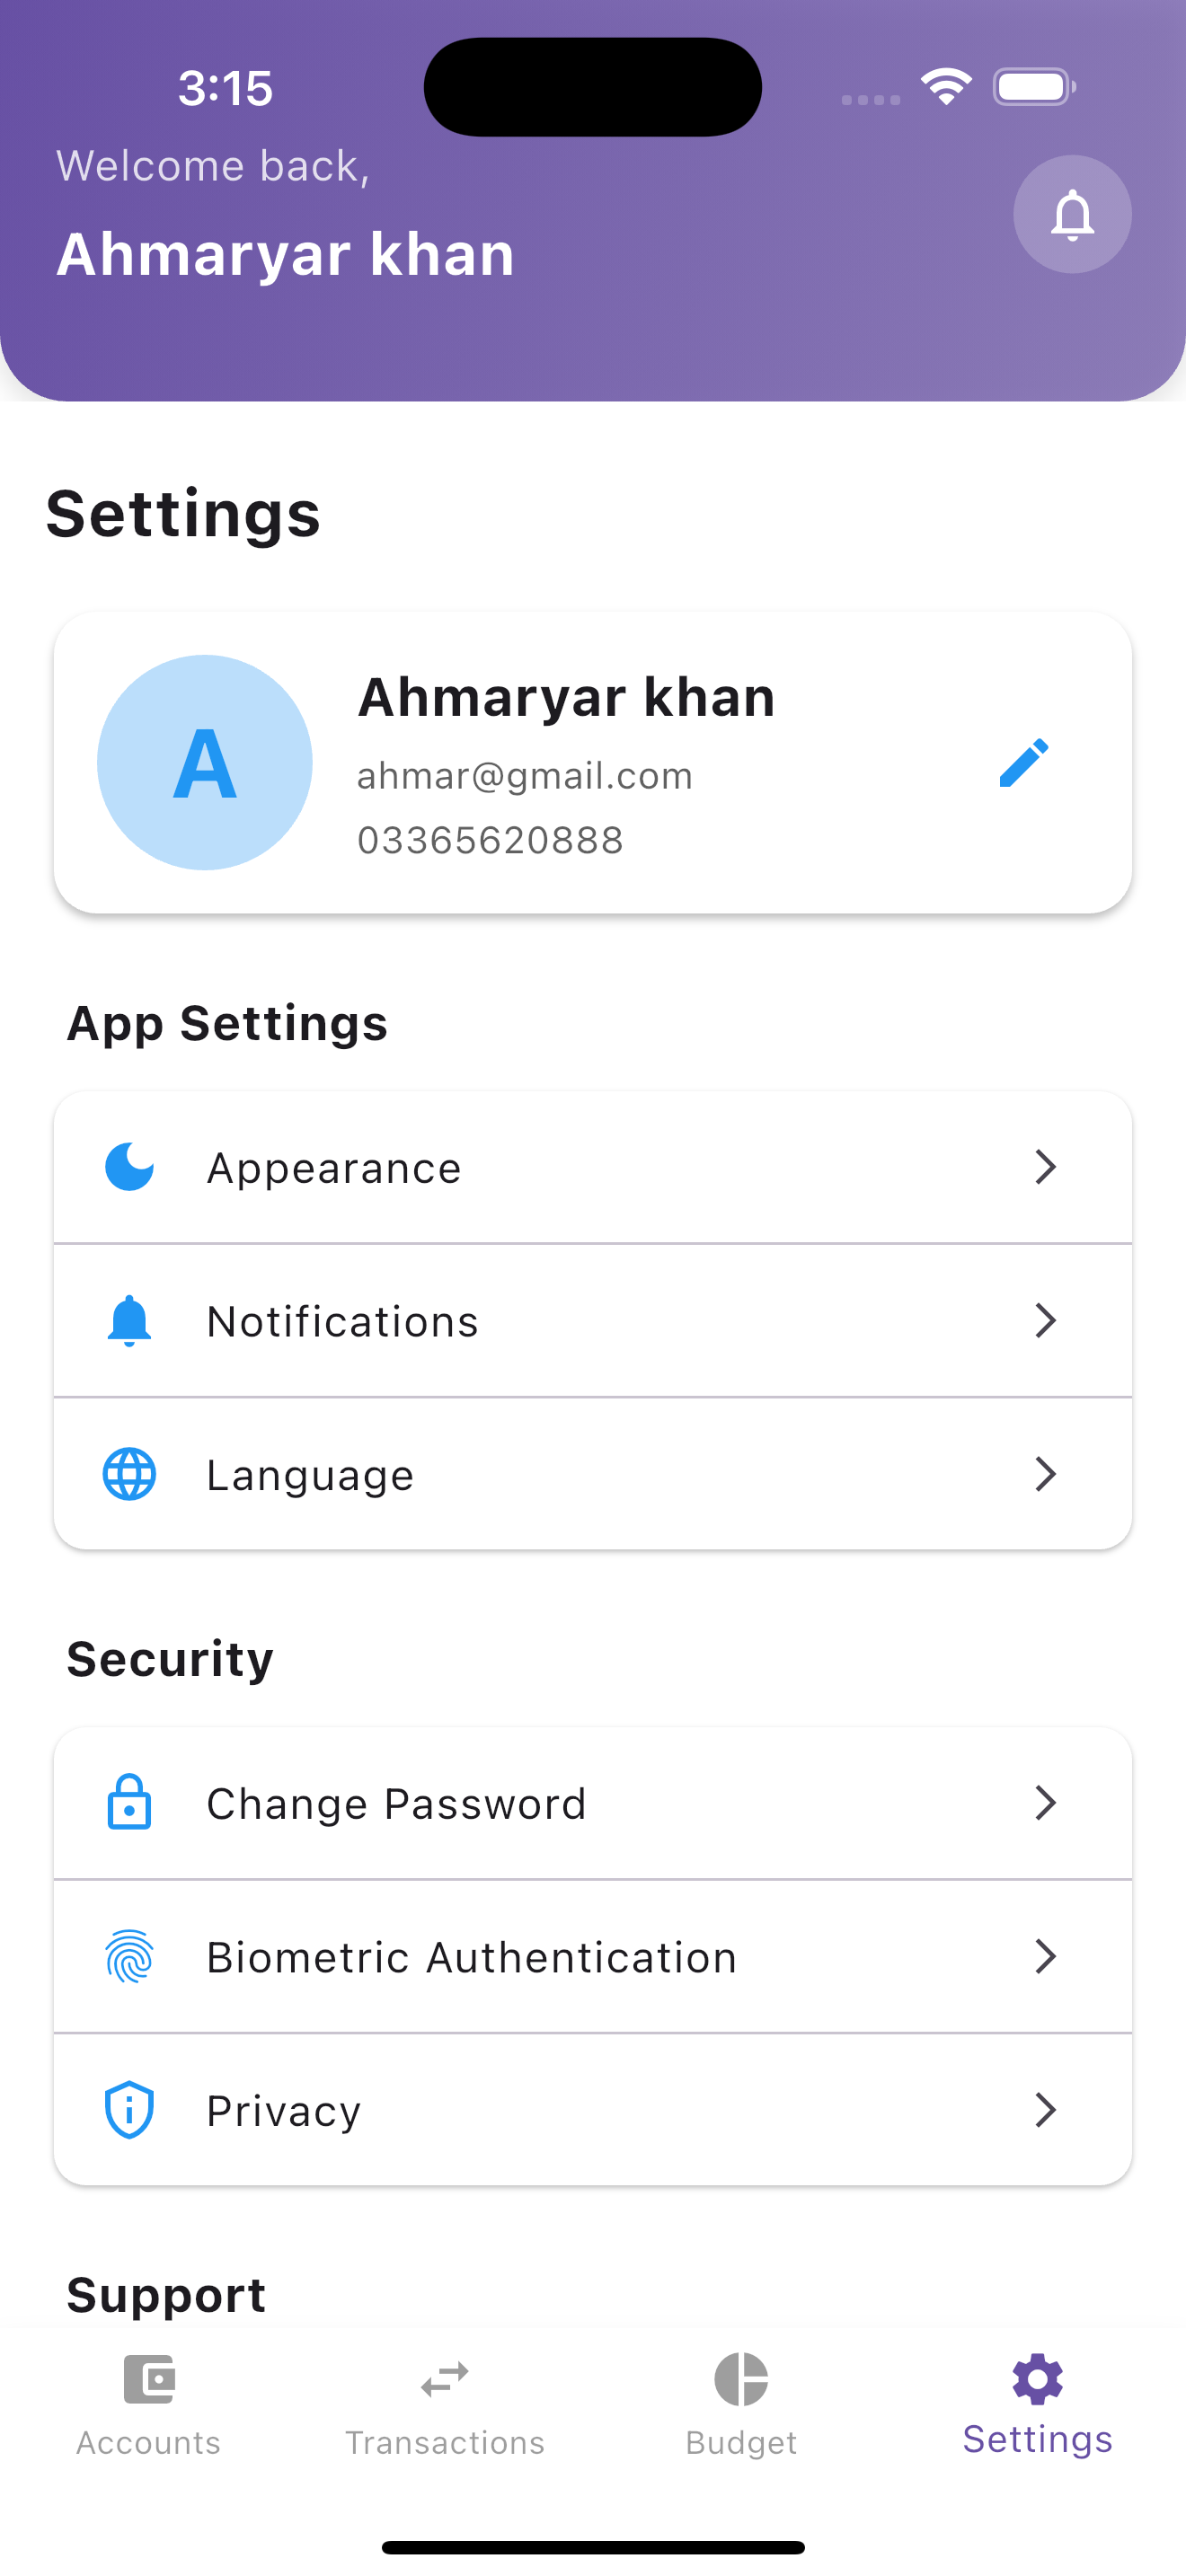 3:15
Welcome back,
Ahmaryar khan
Settings
A
Ahmaryar khan
ahmar@gmail.com
03365620888
App Settings
Appearance
Notifications
Language
Security
Change Password
Biometric Authentication
Privacy
Support
Accounts
Transactions
Budget
Settings